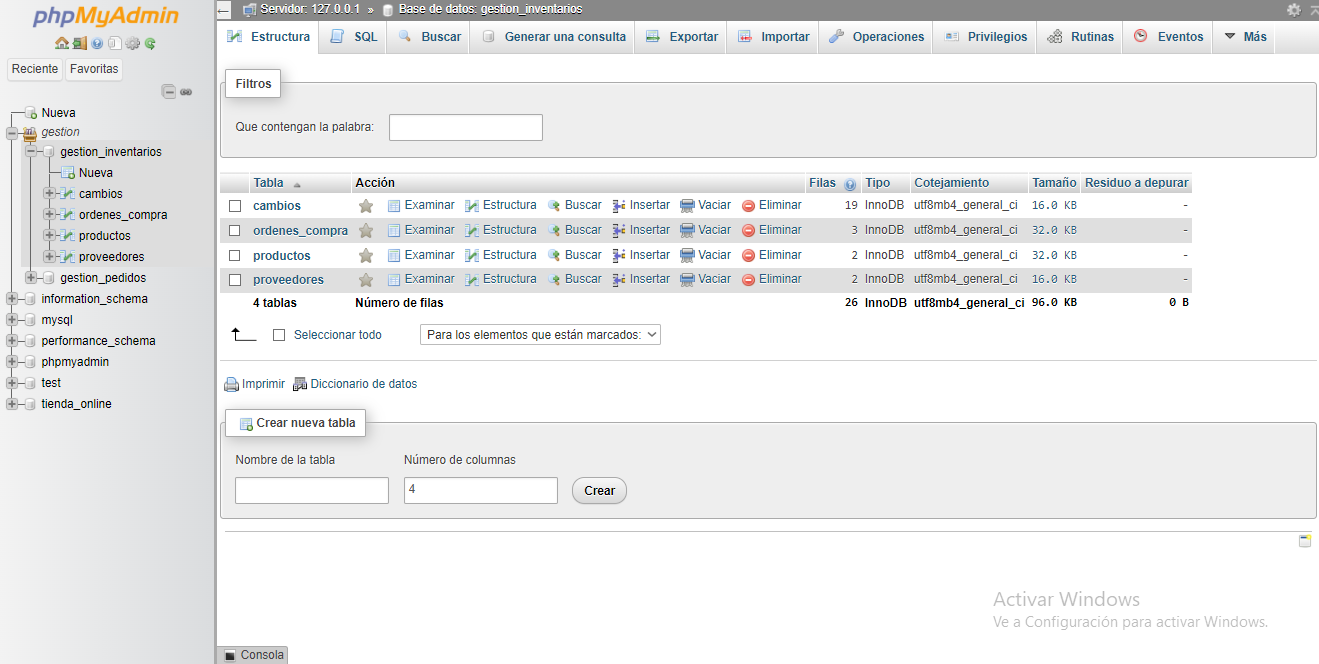 phpMyAdmin
Reciente Favoritas
Nueva
gestion
gestion_inventarios
Nueva
cambios
ordenes_compra
productos
proveedores
gestion_pedidos
information_schema
mysql
performance_schema
phpmyadmin
test
tienda_online
Servidor: 127.0.0.1 » Base de datos: gestion_inventarios
Estructura SQL Buscar Generar una consulta Exportar Importar Operaciones Privilegios Rutinas Eventos Más
Filtros
Que contengan la palabra:
Tabla Acción Filas Tipo Cotejamiento Tamaño Residuo a depurar
cambios Examinar Estructura Buscar Insertar Vaciar Eliminar 19 InnoDB utf8mb4_general_ci 16.0 KB -
ordenes_compra Examinar Estructura Buscar Insertar Vaciar Eliminar 3 InnoDB utf8mb4_general_ci 32.0 KB -
productos Examinar Estructura Buscar Insertar Vaciar Eliminar 2 InnoDB utf8mb4_general_ci 32.0 KB -
proveedores Examinar Estructura Buscar Insertar Vaciar Eliminar 2 InnoDB utf8mb4_general_ci 16.0 KB -
4 tablas Número de filas 26 InnoDB utf8mb4_general_ci 96.0 KB 0 B
Seleccionar todo Para los elementos que están marcados:
Imprimir Diccionario de datos
Crear nueva tabla
Nombre de la tabla Número de columnas
4 Crear
Activar Windows
Ve a Configuración para activar Windows.
Consola